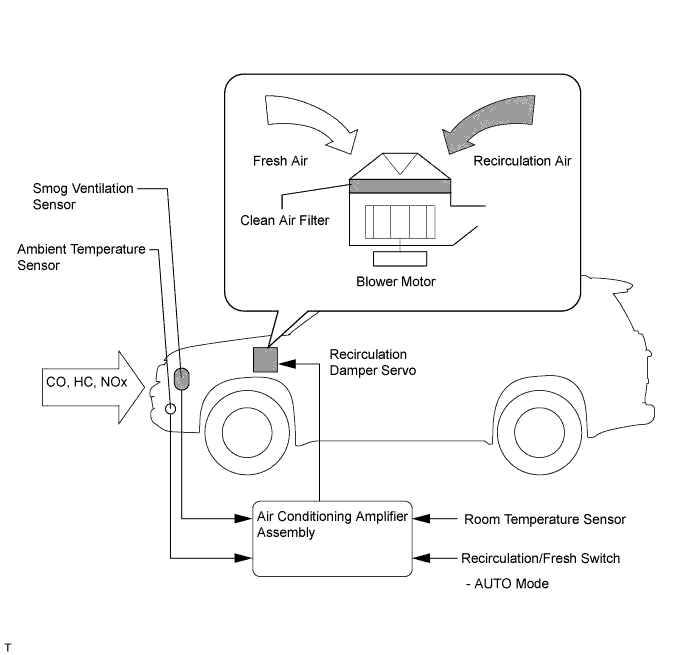 Fresh Air
Recirculation Air
Clean Air Filter
Blower Motor
Smog Ventilation
Sensor
Ambient Temperature
Sensor
CO, HC, NOx
Recirculation
Damper Servo
Air Conditioning Amplifier
Assembly
Room Temperature Sensor
Recirculation/Fresh Switch
- AUTO Mode
T